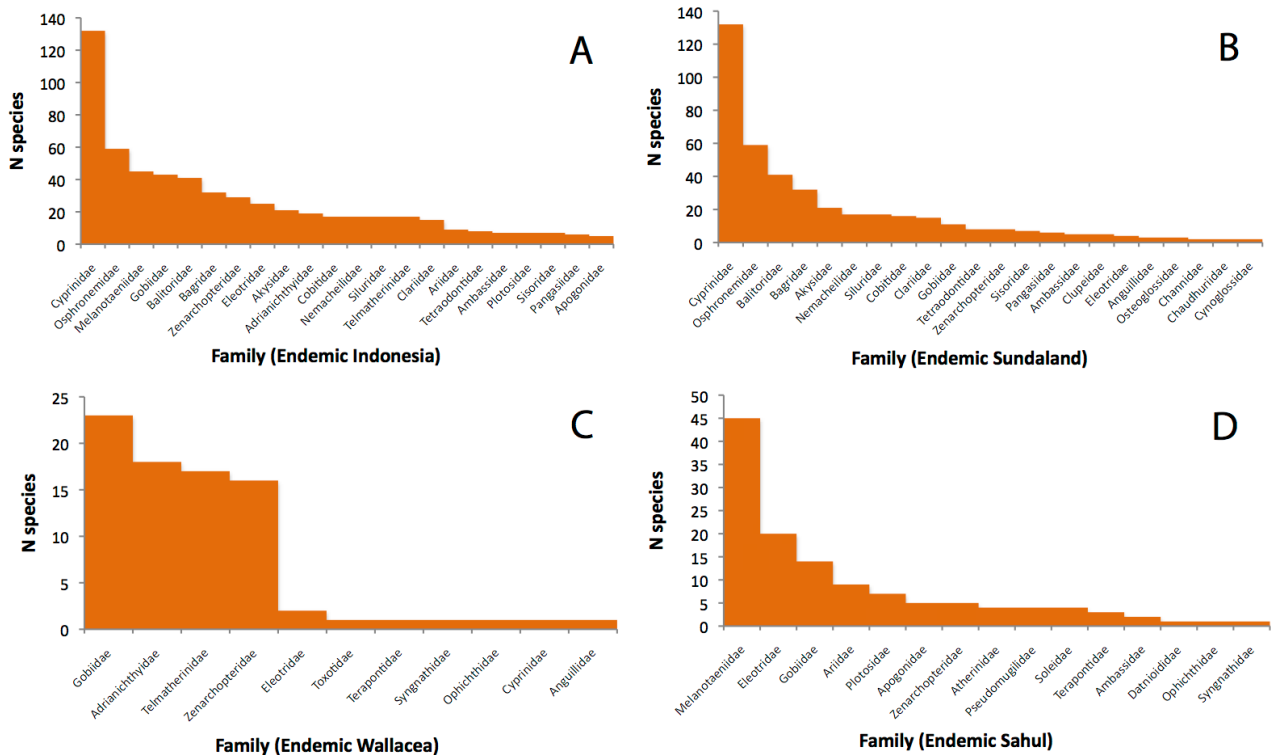 A
N species
140
120
100
80
60
40
20
0
Cyprinidae
Osphronemidae
Melanotaeniidae
Gobiidae
Balitoridae
Bagridae
Zenarchopteridae
Eleotridae
Akysidae
Adrianichthyidae
Cobitidae
Nemacheilidae
Siluridae
Telmatherinidae
Clariidae
Ariidae
Tetraodontidae
Ambassidae
Plotosidae
Sisoridae
Pangasiidae
Apogonidae
Family (Endemic Indonesia)
B
N species
140
120
100
80
60
40
20
0
Cyprinidae
Osphronemidae
Balitoridae
Bagridae
Akysidae
Nemacheilidae
Siluridae
Cobitidae
Clariidae
Gobiidae
Tetraodontidae
Zenarchopteridae
Sisoridae
Pangasiidae
Ambassidae
Clupeidae
Eleotridae
Anguillidae
Osteoglossidae
Channidae
Chaudhuriidae
Cynoglossidae
Family (Endemic Sundaland)
C
N species
25
20
15
10
5
0
Gobiidae
Adrianichthyidae
Telmatherinidae
Zenarchopteridae
Eleotridae
Toxotidae
Terapontidae
Syngnathidae
Ophichthidae
Cyprinidae
Anguillidae
Family (Endemic Wallacea)
D
N species
50
45
40
35
30
25
20
15
10
5
0
Melanotaeniidae
Eleotridae
Gobiidae
Ariidae
Plotosidae
Apogonidae
Zenarchopteridae
Atherinidae
Pseudomugilidae
Soleidae
Terapontidae
Ambassidae
Datnioididae
Ophichthidae
Syngnathidae
Family (Endemic Sahul)